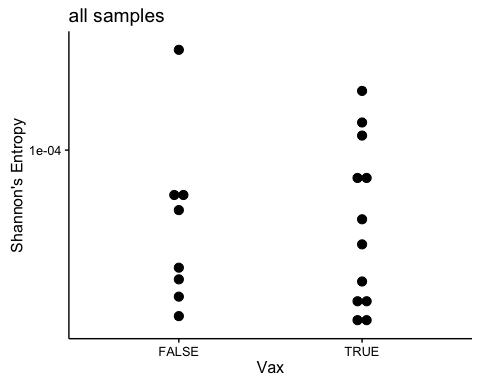 all samples
Shannon's Entropy
1e-04
FALSE
TRUE
Vax